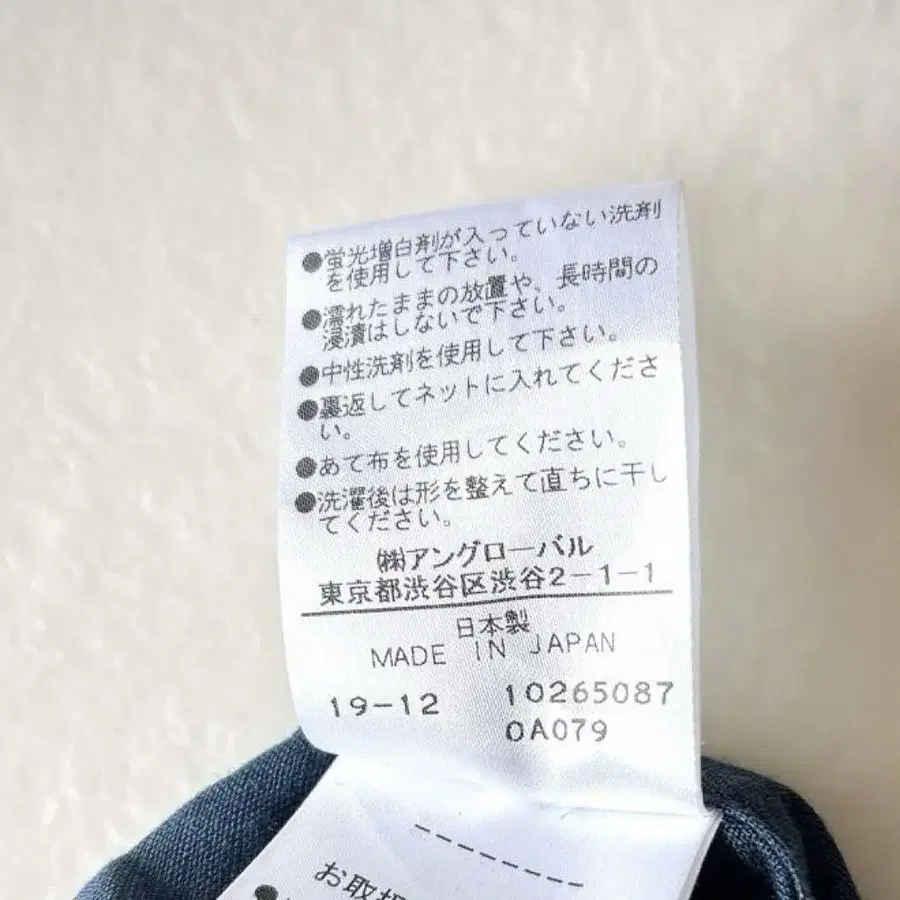 ●蛍光増白剤が入っていない洗剤
を使用して下さい。
●濡れたままの放置や、長時間の
浸漬はしないで下さい。
●中性洗剤を使用して下さい。
●裏返してネットに入れてくださ
い。
●あて布を使用してください。
●洗濯後は形を整えて直ちに干し
てください。
㈱アングローバル
東京都渋谷区渋谷2-1-1
日本製
MADE IN JAPAN
19-12 10265087
0A079
お取扱